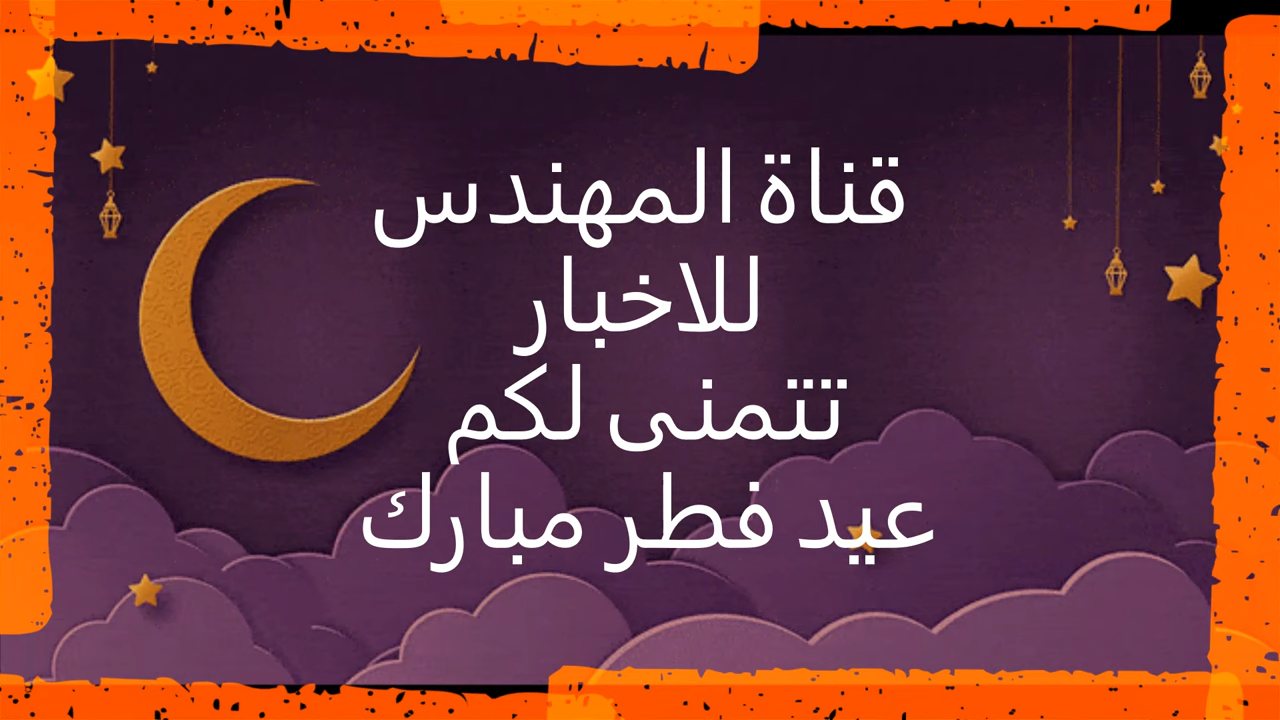 قناة المهندس
للاخبار
تتمنى لكم
عيد فطر مبارك